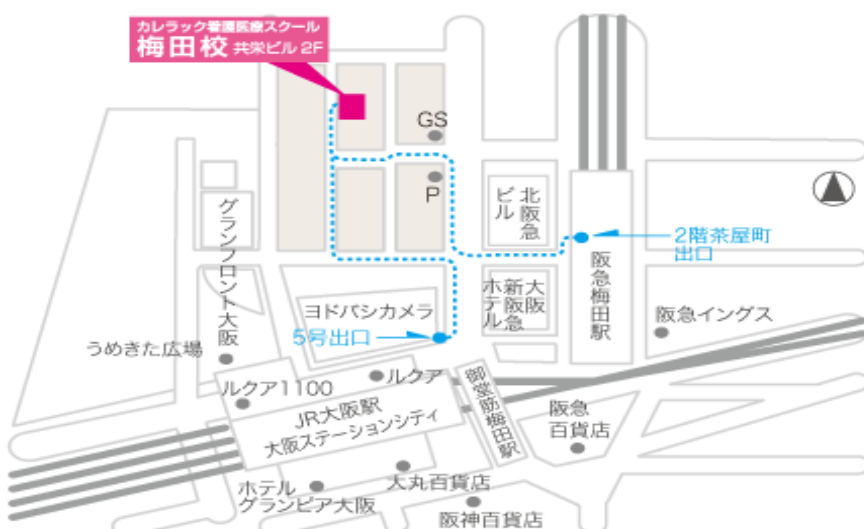 カレラック看護医療スクール
梅田校 共栄ビル 2F
GS
P
北阪急
ビル
2階茶屋町
出口
グランフロント大阪
阪急梅田駅
大阪
新阪急
ホテル
ヨドバシカメラ
5号出口
阪急イングス
うめきた広場
ルクア
ルクア1100
御堂筋梅田駅
JR大阪駅
大阪ステーションシティ
阪急
百貨店
大丸百貨店
ホテル
グランビア大阪
阪神百貨店